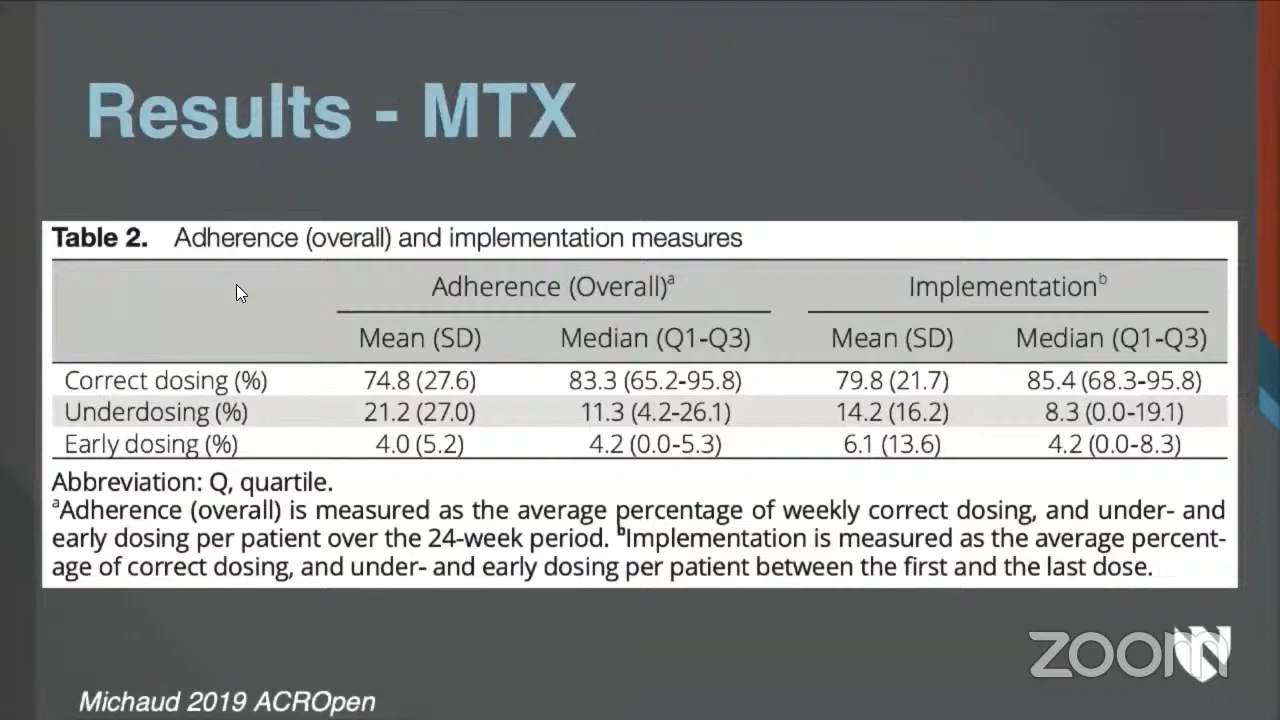 Results - MTX
Table 2. Adherence (overall) and implementation measures
Adherence (Overall)ᵃ Implementationᵇ
Mean (SD) Median (Q1-Q3) Mean (SD) Median (Q1-Q3)
Correct dosing (%) 74.8 (27.6) 83.3 (65.2-95.8) 79.8 (21.7) 85.4 (68.3-95.8)
Underdosing (%) 21.2 (27.0) 11.3 (4.2-26.1) 14.2 (16.2) 8.3 (0.0-19.1)
Early dosing (%) 4.0 (5.2) 4.2 (0.0-5.3) 6.1 (13.6) 4.2 (0.0-8.3)
Abbreviation: Q, quartile.
ᵃAdherence (overall) is measured as the average percentage of weekly correct dosing, and under- and
early dosing per patient over the 24-week period. ᵇImplementation is measured as the average percent-
age of correct dosing, and under- and early dosing per patient between the first and the last dose.
zoom
Michaud 2019 ACROpen